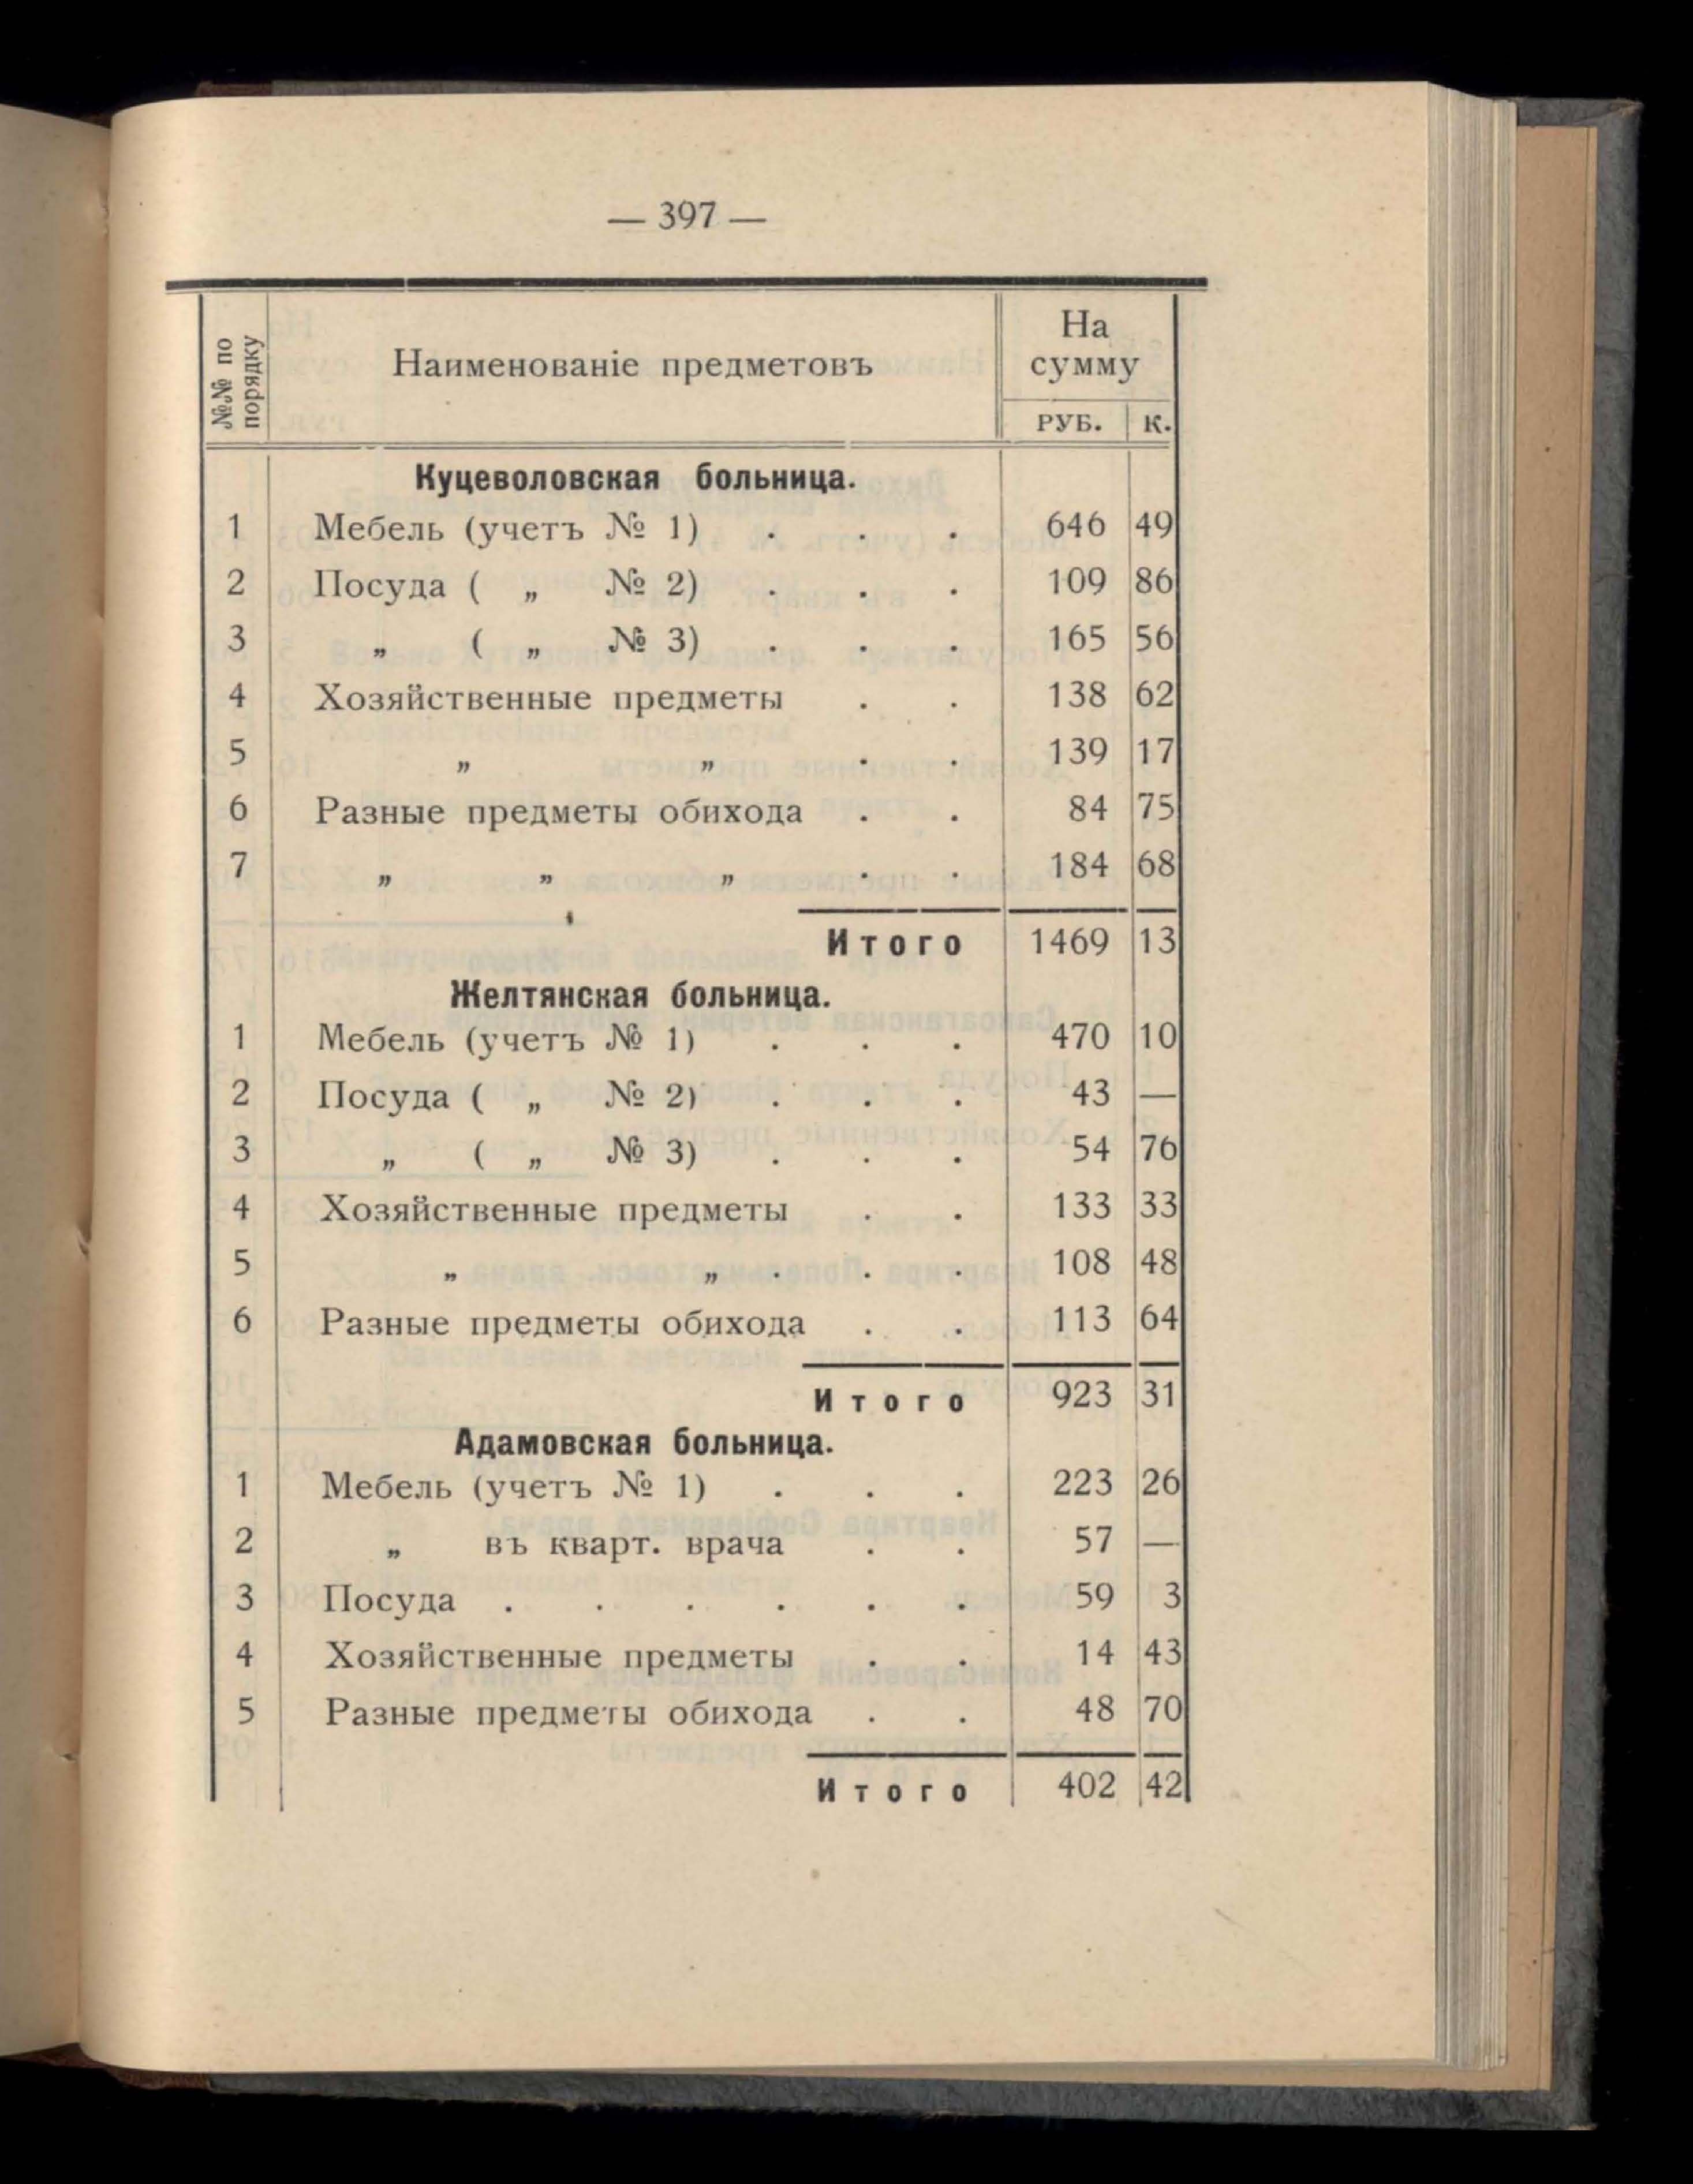 — 397 —
№№ по порядку
Наименованіе предметовъ
На сумму
РУБ. К.
Куцеволовская больница.
1 Мебель (учетъ № 1) . . . 646 49
2 Посуда ( „ № 2) . . . 109 86
3 „ ( „ № 3) . . . 165 56
4 Хозяйственные предметы . . 138 62
5 „ „ . . 139 17
6 Разные предметы обихода . . 84 75
7 „ „ „ . . 184 68
Итого 1469 13
Желтянская больница.
1 Мебель (учетъ № 1) . . . 470 10
2 Посуда ( „ № 2) . . . 43 —
3 „ ( „ № 3) . . . 54 76
4 Хозяйственные предметы . . 133 33
5 „ „ . . . 108 48
6 Разные предметы обихода . . 113 64
Итого 923 31
Адамовская больница.
1 Мебель (учетъ № 1) . . . 223 26
2 „ въ кварт. врача . . 57 —
3 Посуда . . . . . . 59 3
4 Хозяйственные предметы . . 14 43
5 Разные предметы обихода . . 48 70
Итого 402 42